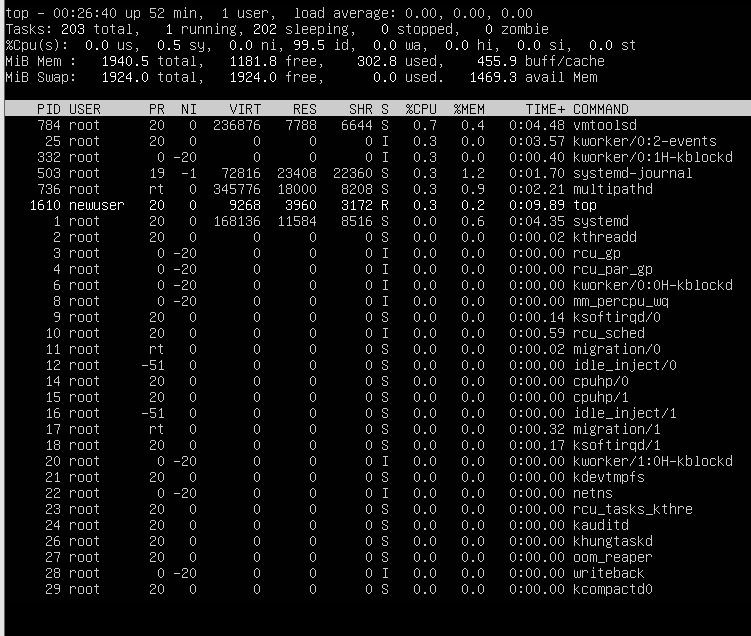 top - 00:26:40 up 52 min,  1 user,  load average: 0.00, 0.00, 0.00
Tasks: 203 total,   1 running, 202 sleeping,   0 stopped,   0 zombie
%Cpu(s):  0.0 us,  0.5 sy,  0.0 ni, 99.5 id,  0.0 wa,  0.0 hi,  0.0 si,  0.0 st
MiB Mem :   1940.5 total,   1181.8 free,    302.8 used,    455.9 buff/cache
MiB Swap:   1924.0 total,   1924.0 free,      0.0 used.   1469.3 avail Mem
PID USER PR NI VIRT RES SHR S %CPU %MEM TIME+ COMMAND
784 root 20 0 236876 7788 6644 S 0.7 0.4 0:04.48 vmtoolsd
25 root 20 0 0 0 0 I 0.3 0.0 0:03.57 kworker/0:2-events
332 root 0 -20 0 0 0 I 0.3 0.0 0:00.40 kworker/0:1H-kblockd
503 root 19 -1 72816 23408 22360 S 0.3 1.2 0:01.70 systemd-journal
736 root rt 0 345776 18000 8208 S 0.3 0.9 0:02.21 multipathd
1610 newuser 20 0 9268 3960 3172 R 0.3 0.2 0:09.89 top
1 root 20 0 168136 11584 8516 S 0.0 0.6 0:04.35 systemd
2 root 20 0 0 0 0 S 0.0 0.0 0:00.02 kthreadd
3 root 0 -20 0 0 0 I 0.0 0.0 0:00.00 rcu_gp
4 root 0 -20 0 0 0 I 0.0 0.0 0:00.00 rcu_par_gp
6 root 0 -20 0 0 0 I 0.0 0.0 0:00.00 kworker/0:0H-kblockd
8 root 0 -20 0 0 0 I 0.0 0.0 0:00.00 mm_percpu_wq
9 root 20 0 0 0 0 S 0.0 0.0 0:00.14 ksoftirqd/0
10 root 20 0 0 0 0 I 0.0 0.0 0:00.59 rcu_sched
11 root rt 0 0 0 0 S 0.0 0.0 0:00.02 migration/0
12 root -51 0 0 0 0 S 0.0 0.0 0:00.00 idle_inject/0
14 root 20 0 0 0 0 S 0.0 0.0 0:00.00 cpuhp/0
15 root 20 0 0 0 0 S 0.0 0.0 0:00.00 cpuhp/1
16 root -51 0 0 0 0 S 0.0 0.0 0:00.00 idle_inject/1
17 root rt 0 0 0 0 S 0.0 0.0 0:00.32 migration/1
18 root 20 0 0 0 0 S 0.0 0.0 0:00.17 ksoftirqd/1
20 root 0 -20 0 0 0 I 0.0 0.0 0:00.00 kworker/1:0H-kblockd
21 root 20 0 0 0 0 S 0.0 0.0 0:00.00 kdevtmpfs
22 root 0 -20 0 0 0 I 0.0 0.0 0:00.00 netns
23 root 20 0 0 0 0 S 0.0 0.0 0:00.00 rcu_tasks_kthre
24 root 20 0 0 0 0 S 0.0 0.0 0:00.00 kauditd
26 root 20 0 0 0 0 S 0.0 0.0 0:00.00 khungtaskd
27 root 20 0 0 0 0 S 0.0 0.0 0:00.00 oom_reaper
28 root 0 -20 0 0 0 I 0.0 0.0 0:00.00 writeback
29 root 20 0 0 0 0 S 0.0 0.0 0:00.00 kcompactd0